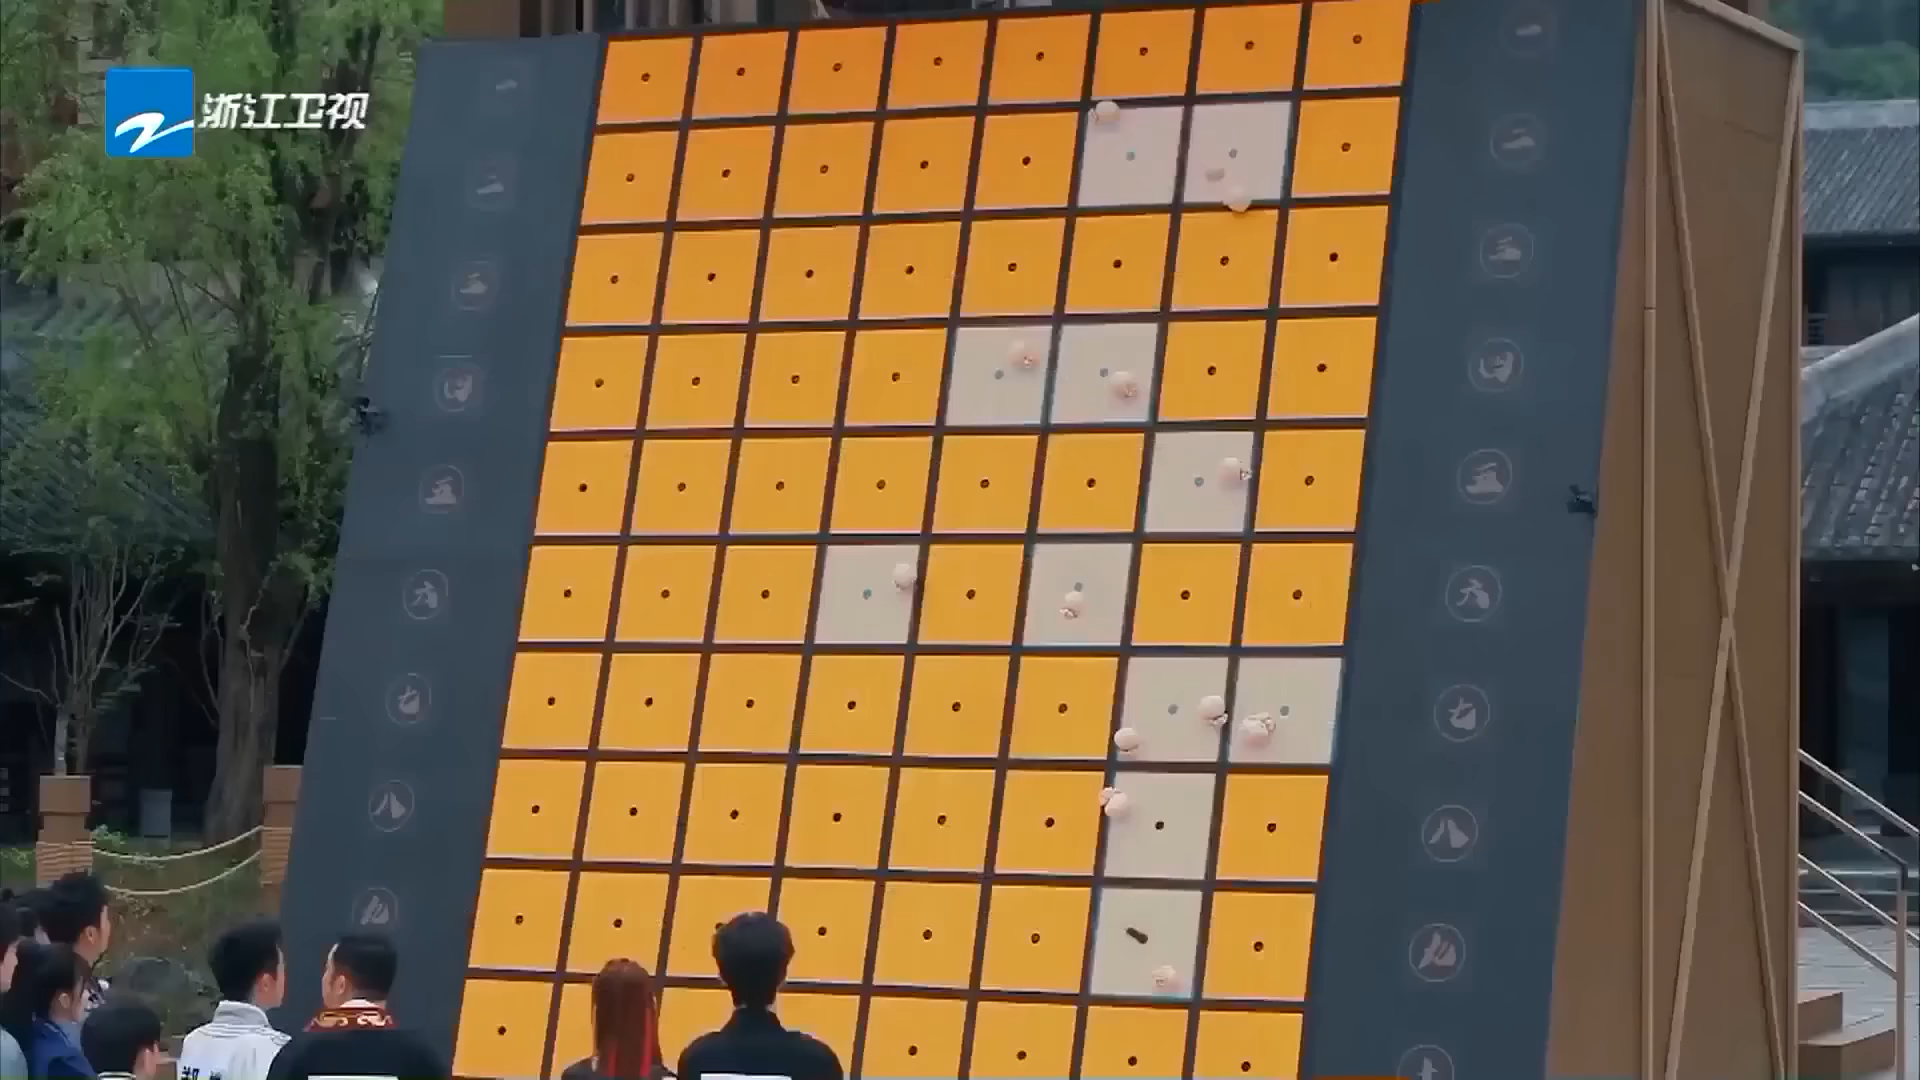 浙江卫视
一
二
三
四
五
六
七
八
九
一
二
三
四
五
六
七
八
九
十